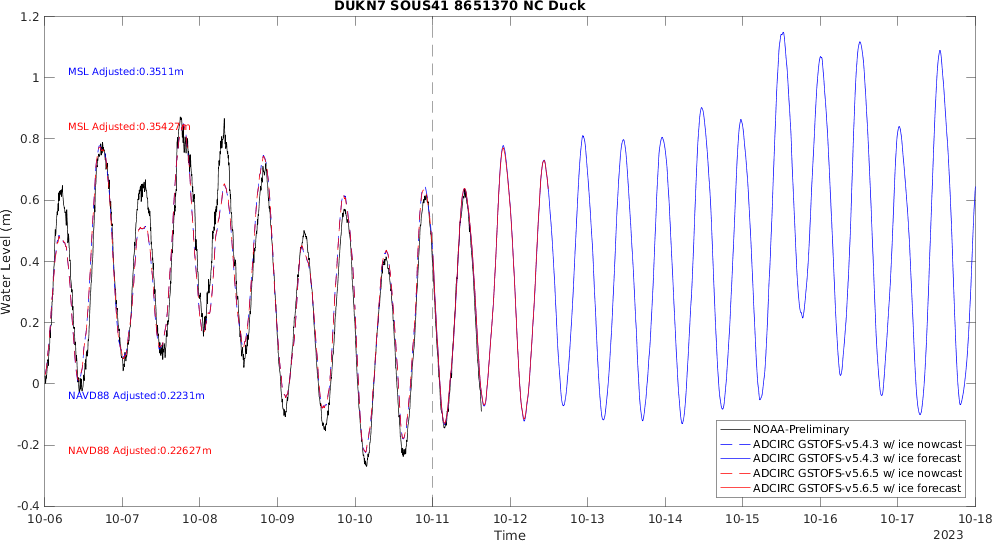 DUKN7 SOUS41 8651370 NC Duck
1.2
1
0.8
0.6
0.4
0.2
0
-0.2
-0.4
Water Level (m)
MSL Adjusted:0.3511m
MSL Adjusted:0.35427m
NAVD88 Adjusted:0.2231m
NAVD88 Adjusted:0.22627m
NOAA-Preliminary
ADCIRC GSTOFS-v5.4.3 w/ ice nowcast
ADCIRC GSTOFS-v5.4.3 w/ ice forecast
ADCIRC GSTOFS-v5.6.5 w/ ice nowcast
ADCIRC GSTOFS-v5.6.5 w/ ice forecast
10-06 10-07 10-08 10-09 10-10 10-11 10-12 10-13 10-14 10-15 10-16 10-17 10-18
Time
2023